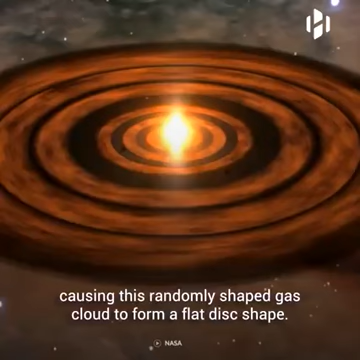 causing this randomly shaped gas
cloud to form a flat disc shape.
NASA